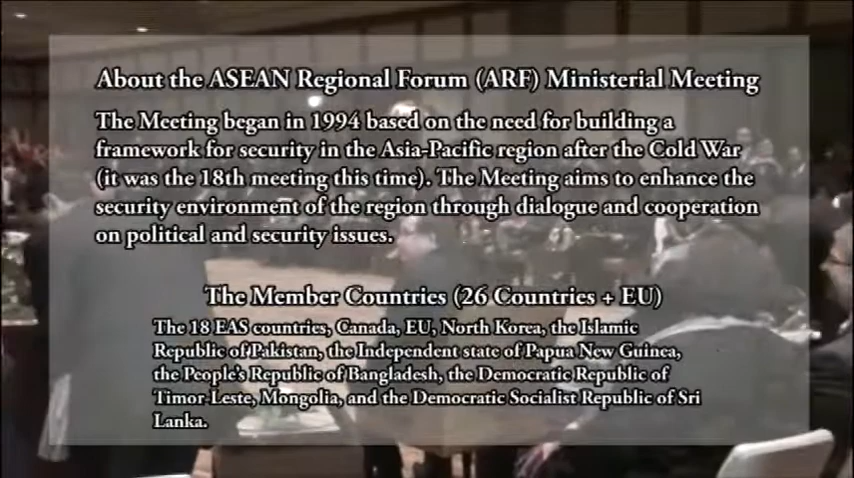 About the ASEAN Regional Forum (ARF) Ministerial Meeting
The Meeting began in 1994 based on the need for building a
framework for security in the Asia-Pacific region after the Cold War
(it was the 18th meeting this time). The Meeting aims to enhance the
security environment of the region through dialogue and cooperation
on political and security issues.
The Member Countries (26 Countries + EU)
The 18 EAS countries, Canada, EU, North Korea, the Islamic
Republic of Pakistan, the Independent state of Papua New Guinea,
the People's Republic of Bangladesh, the Democratic Republic of
Timor-Leste, Mongolia, and the Democratic Socialist Republic of Sri
Lanka.